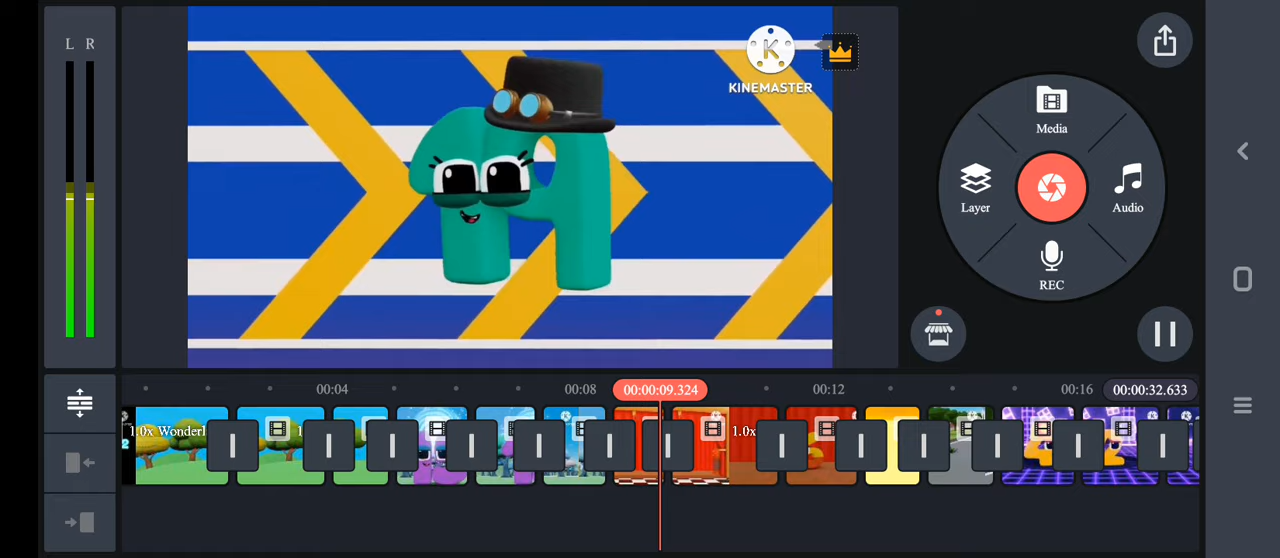 L R
K
KINEMASTER
Media
Layer
Audio
REC
00:04
00:08
00:00:09.324
00:12
00:16
00:00:32.633
1.0x Wonderl
1
1.0x